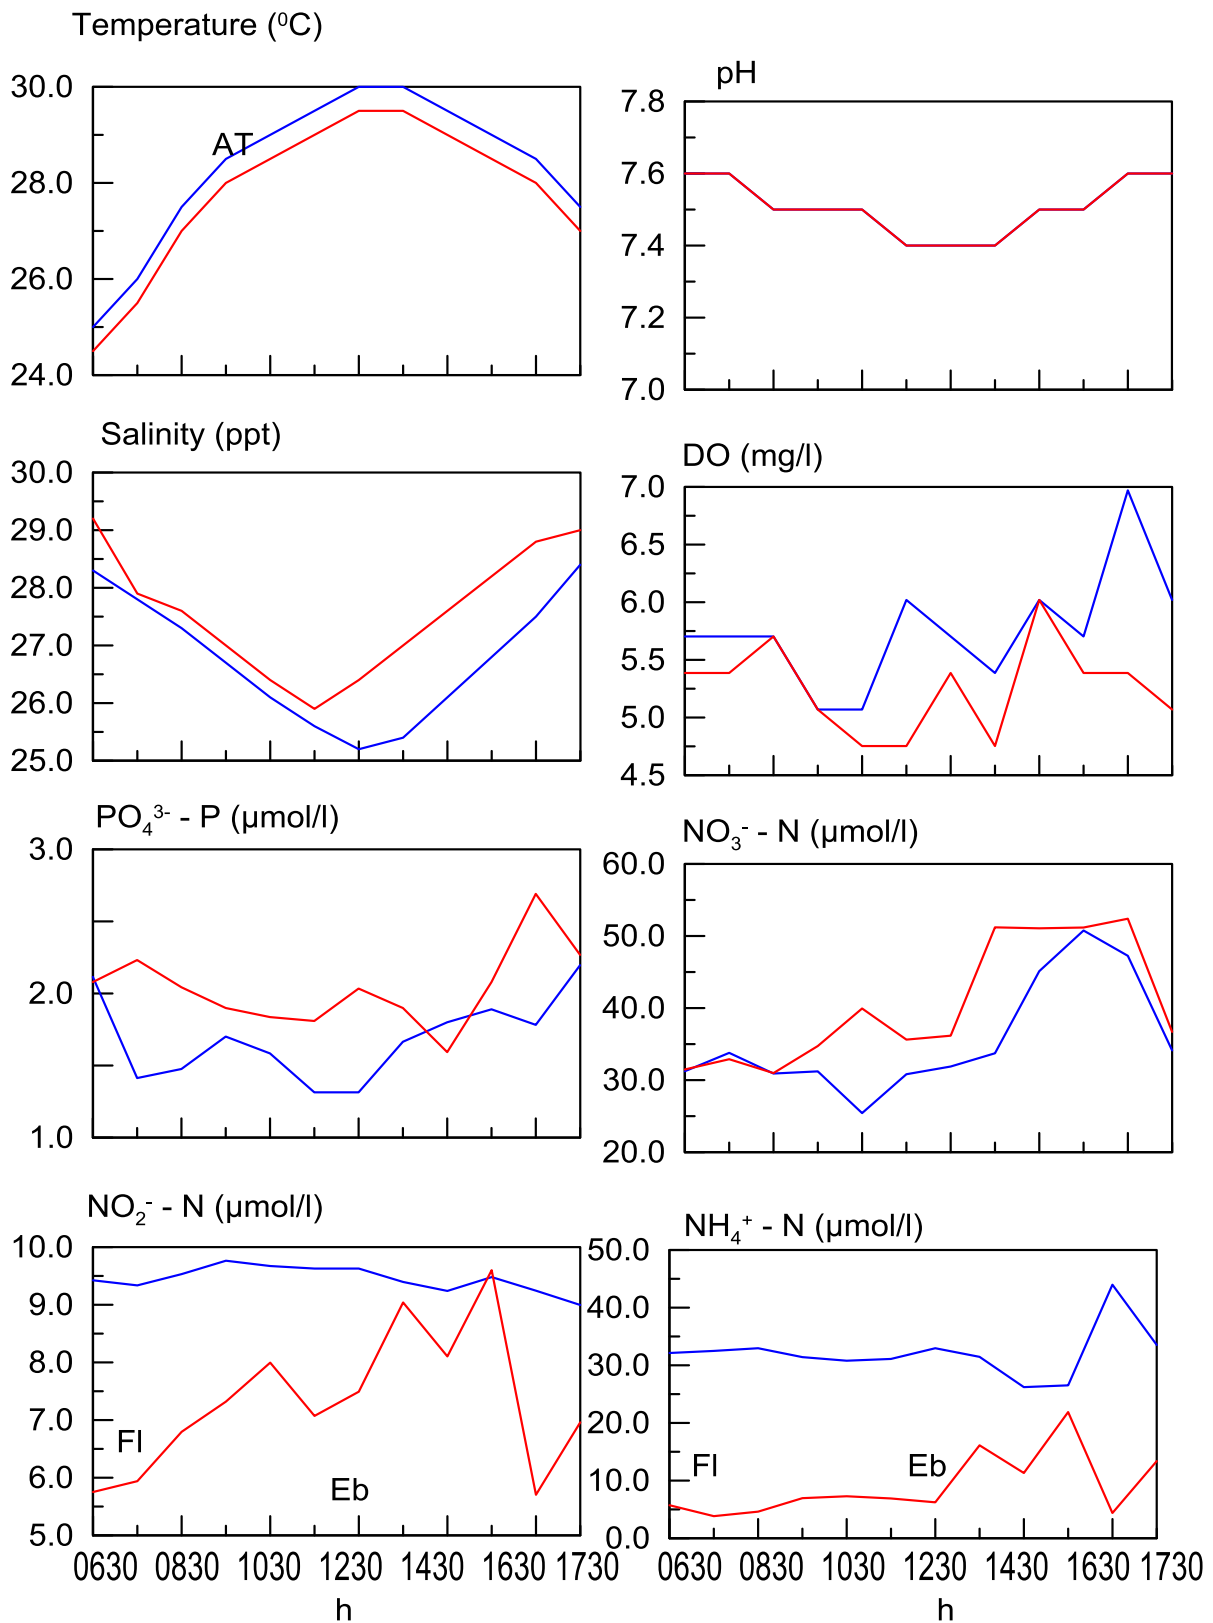 Temperature (⁰C)
30.0
28.0
26.0
24.0
AT
pH
7.8
7.6
7.4
7.2
7.0
Salinity (ppt)
30.0
29.0
28.0
27.0
26.0
25.0
DO (mg/l)
7.0
6.5
6.0
5.5
5.0
4.5
PO₄³⁻ - P (µmol/l)
3.0
2.0
1.0
NO₃⁻ - N (µmol/l)
60.0
50.0
40.0
30.0
20.0
NO₂⁻ - N (µmol/l)
10.0
9.0
8.0
7.0
6.0
5.0
Fl
Eb
0630 0830 1030 1230 1430 1630 1730
h
NH₄⁺ - N (µmol/l)
50.0
40.0
30.0
20.0
10.0
0.0
Fl
Eb
0630 0830 1030 1230 1430 1630 1730
h